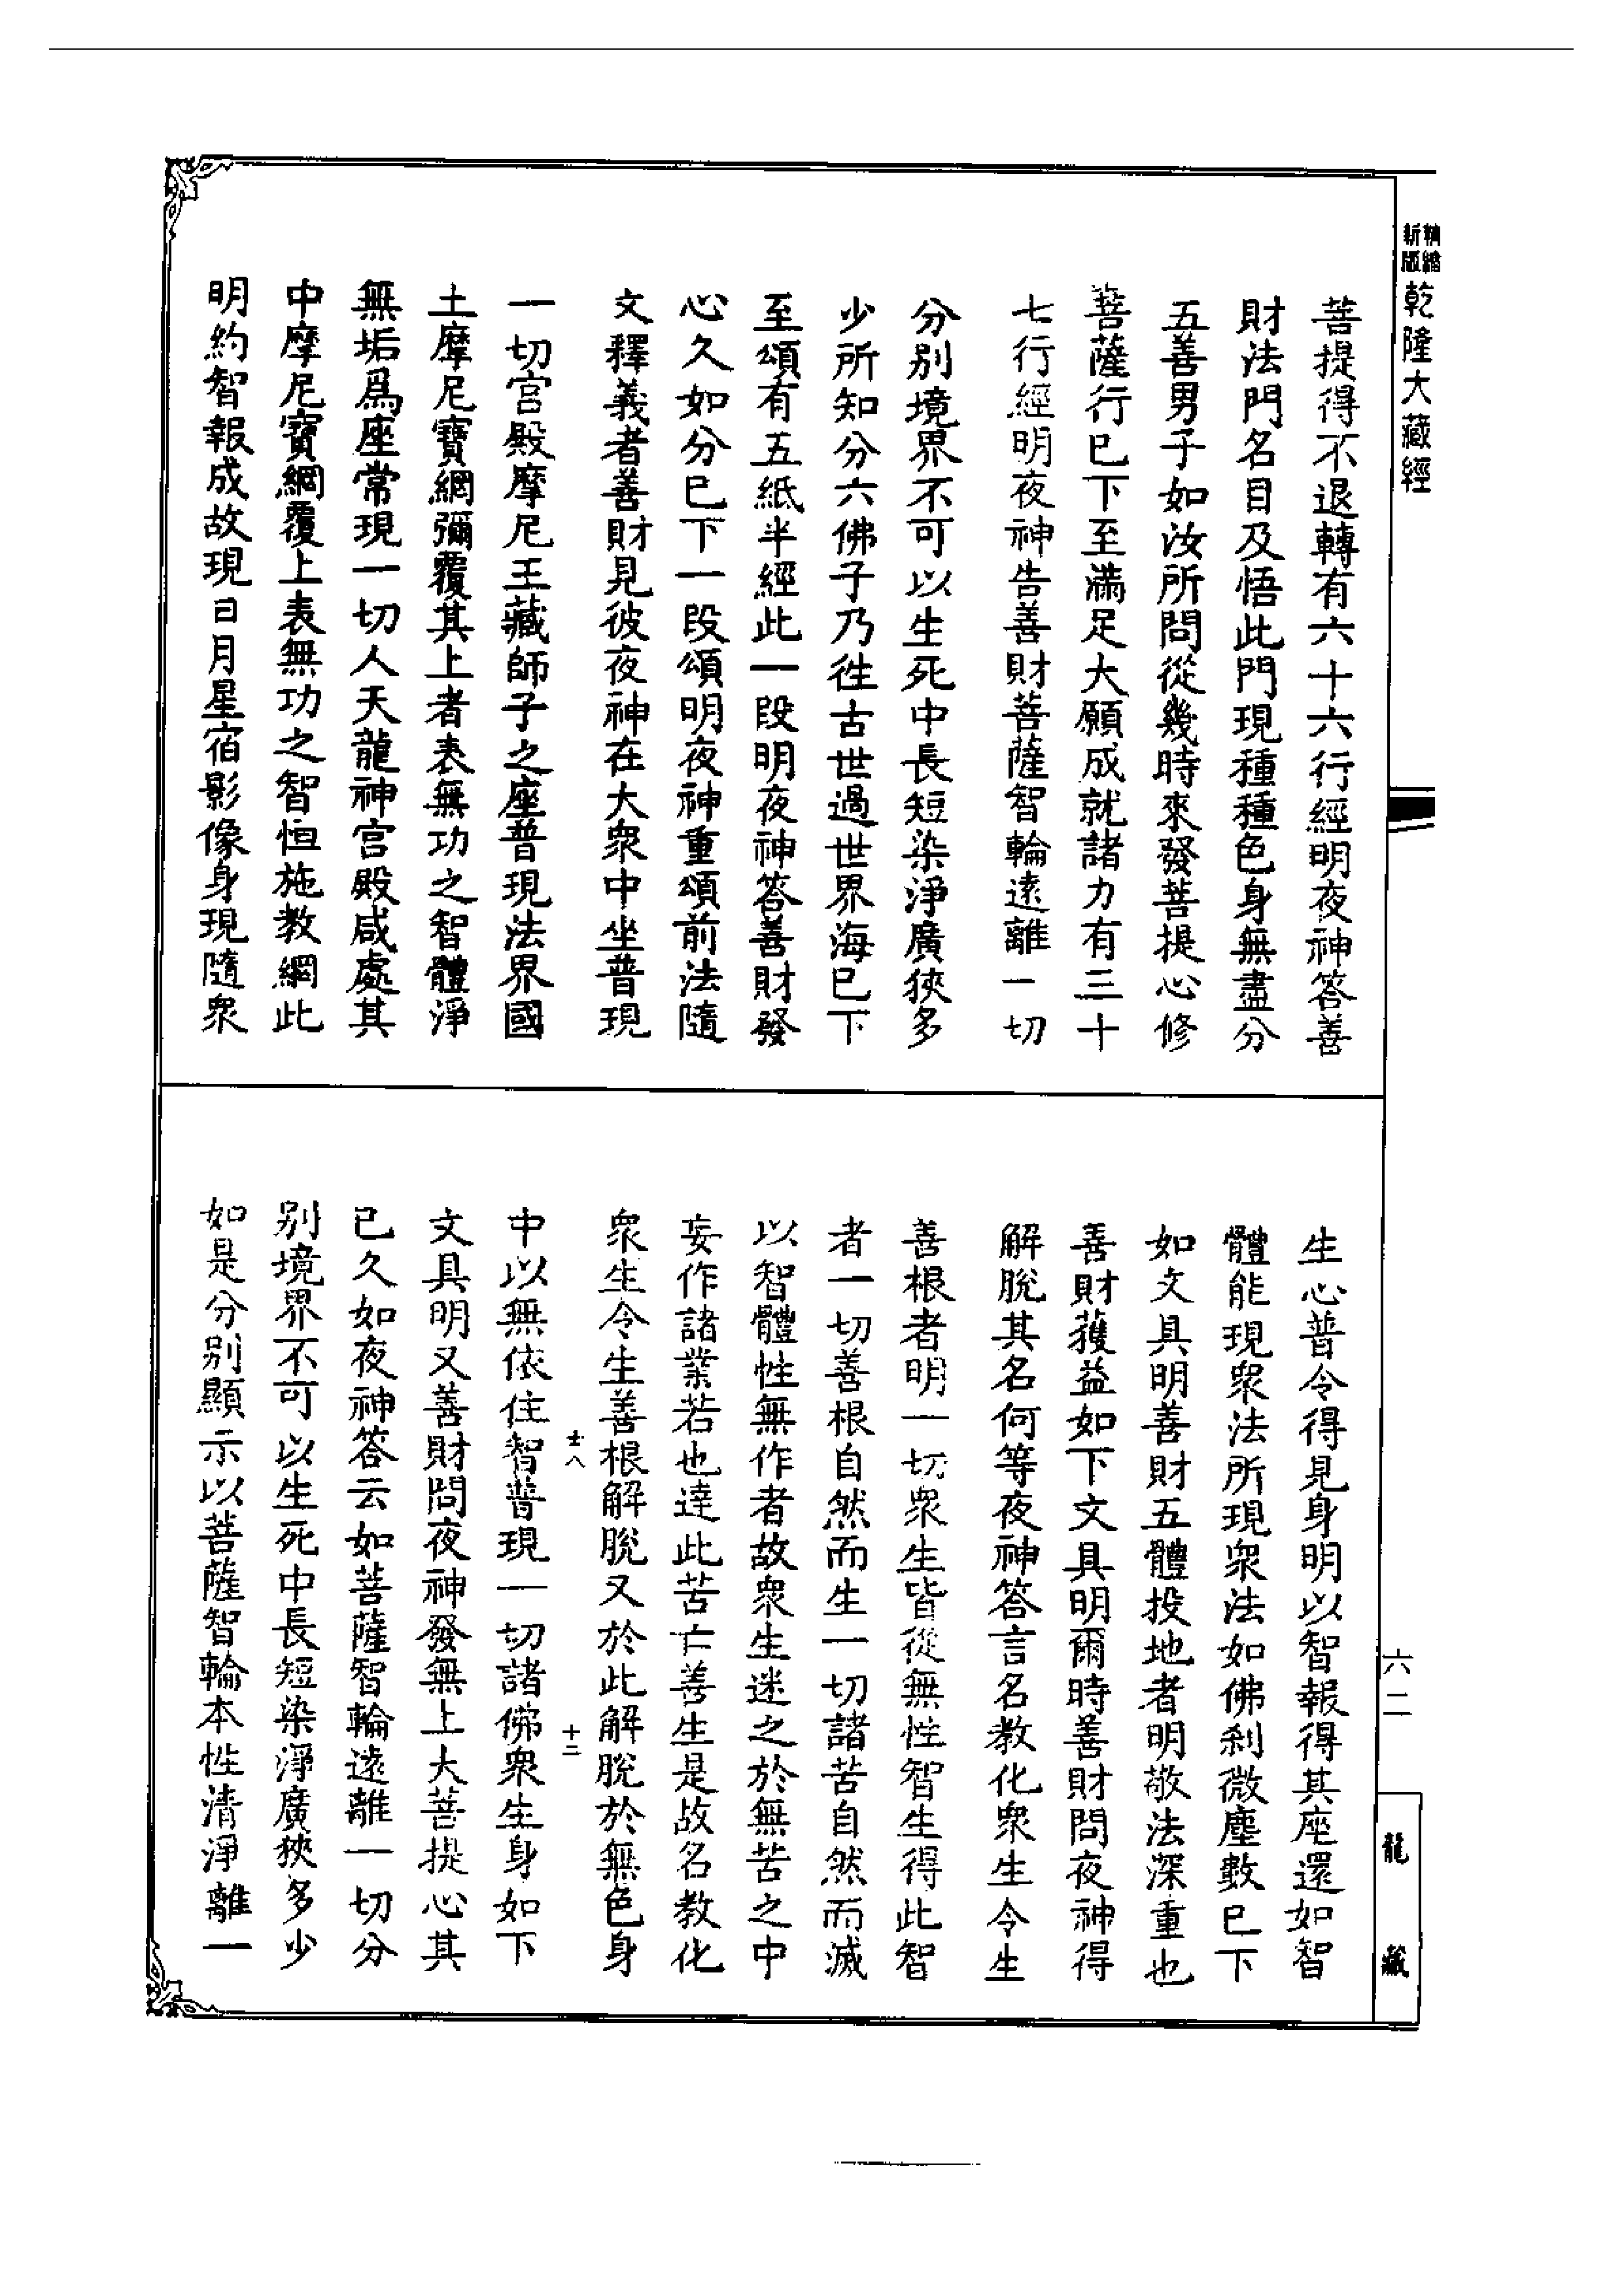 精繕新版乾隆大藏經
菩提得不退轉有六十六行經明夜神答善
財法門名目及悟此門現種種色身無盡分
五善男子如汝所問從幾時來發菩提心修
菩薩行已下至滿足大願成就諸力有三十
七行經明夜神告善財菩薩智輪遠離一切
分別境界不可以生死中長短染淨廣狹多
少所知分六佛子乃徃古世過世界海已下
至頌有五紙半經此一段明夜神答善財發
心久如分已下一段頌明夜神重頌前法隨
文釋義者善財見彼夜神在大衆中坐普現
一切宫殿摩尼王藏師子之座普現法界國
土摩尼寶網彌覆其上者表無功之智體淨
無垢爲座常現一切人天龍神宫殿咸處其
中摩尼寶網覆上表無功之智恒施教網此
明約智報成故現日月星宿影像身現隨衆
生心普令得見身明以智報得其座還如智
體能現衆法所現衆法如佛刹微塵數已下
如文具明善財五體投地者明敬法深重也
善財獲益如下文具明爾時善財問夜神得
解脫其名何等夜神答言名教化衆生令生
善根者明一切衆生皆從無性智生得此智
者一切善根自然而生一切諸苦自然而滅
以智體性無作者故衆生迷之於無苦之中
妄作諸業若也達此苦亡善生是故名教化
衆生令生善根解脫又於此解脫於無色身
中以無依住智普現一切諸佛衆生身如下
文具明又善財問夜神發無上大菩提心其
已久如夜神答云如菩薩智輪遠離一切分
别境界不可以生死中長短染淨廣狹多少
如是分别顯示以菩薩智輪本性清淨離一
十二
六二
龍藏